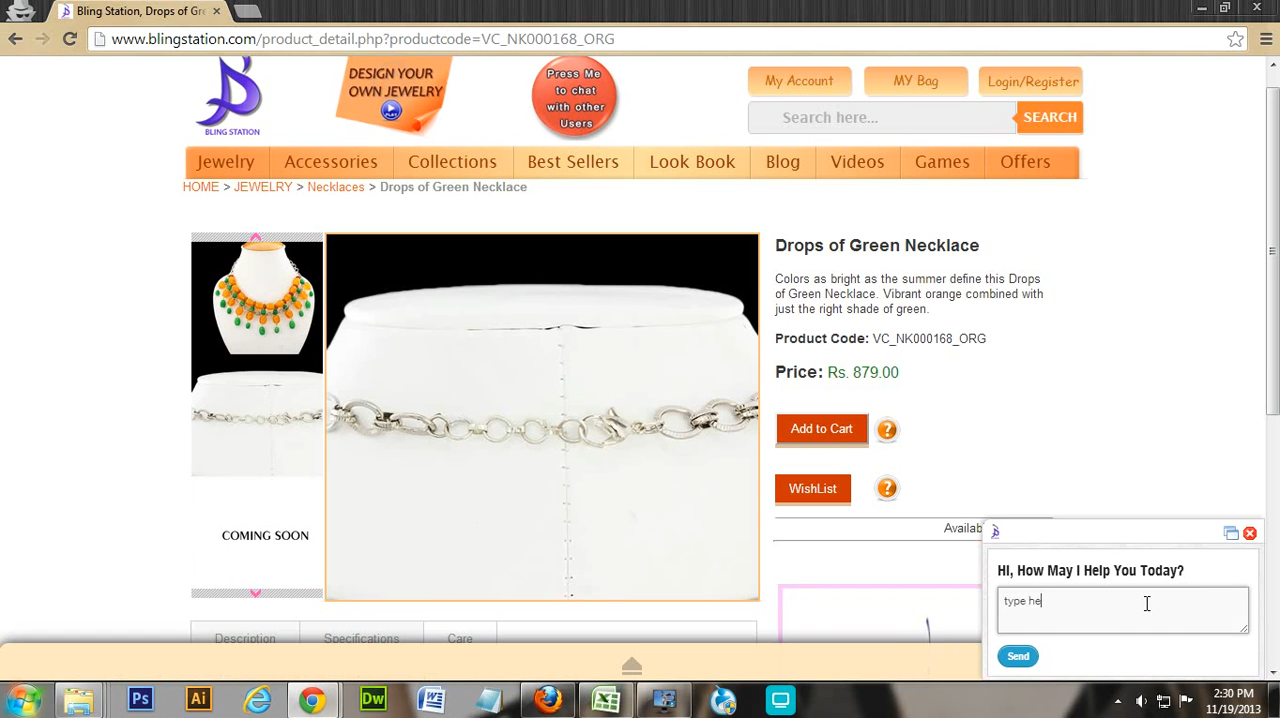 Bling Station, Drops of Gre
www.blingstation.com/product_detail.php?productcode=VC_NK000168_ORG
BLING STATION
DESIGN YOUR
OWN JEWELRY
PLAY
Press Me
to chat
with other
Users
My Account
MY Bag
Login/Register
Search here...
SEARCH
Jewelry
Accessories
Collections
Best Sellers
Look Book
Blog
Videos
Games
Offers
HOME > JEWELRY > Necklaces > Drops of Green Necklace
Drops of Green Necklace
Colors as bright as the summer define this Drops
of Green Necklace. Vibrant orange combined with
just the right shade of green.
Product Code: VC_NK000168_ORG
Price: Rs. 879.00
Add to Cart
?
WishList
?
COMING SOON
Availab
HI, How May I Help You Today?
type he
Send
Description
Specifications
Care
Ps
Ai
Dw
2:30 PM
11/19/2013